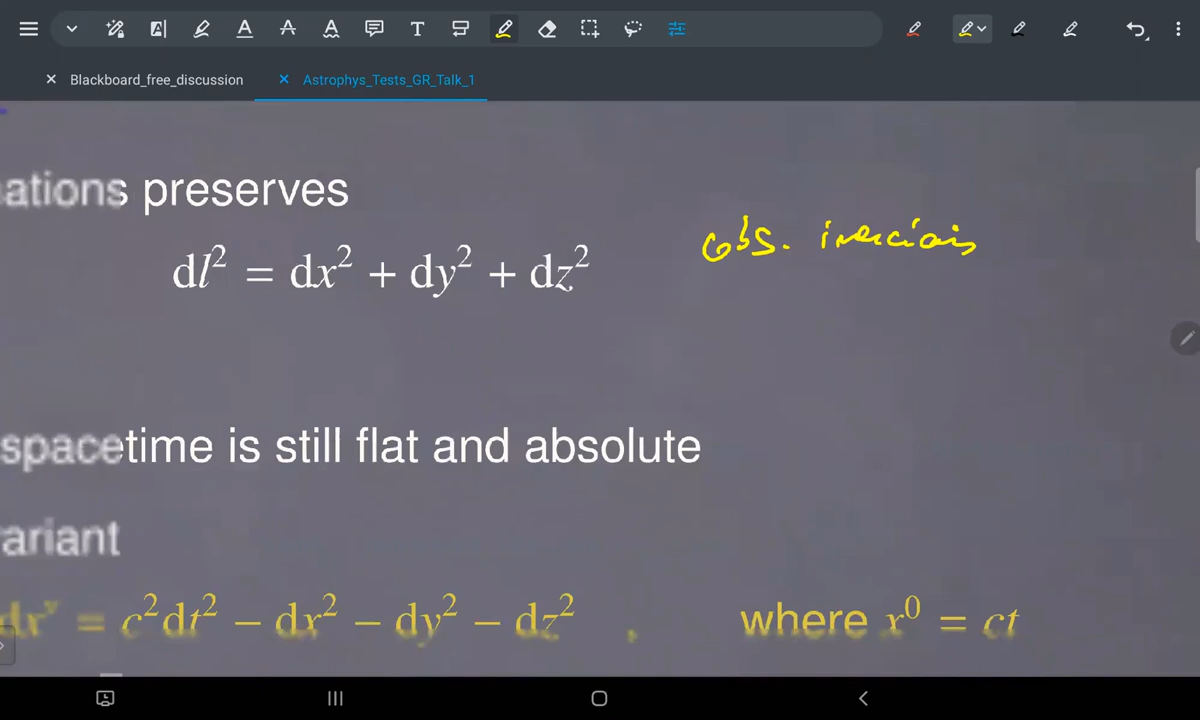 Blackboard_free_discussion
Astrophys_Tests_GR_Talk_1
ations preserves
dl² = dx² + dy² + dz²
obs. inerciais
spacetime is still flat and absolute
ariant
dxᵛ = c²dt² − dx² − dy² − dz² , where x⁰ = ct